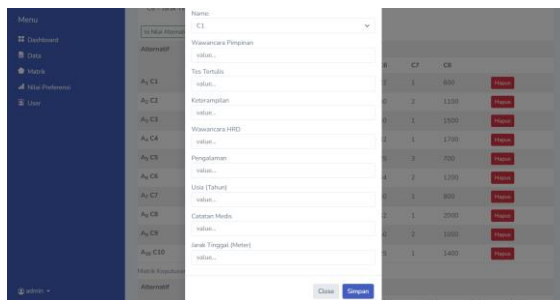 Menu
Dashboard
Data
Matrik
Nilai Preferensi
User
admin
Alternatif
A₁ C1
A₂ C2
A₃ C3
A₄ C4
A₅ C5
A₆ C6
A₇ C7
A₈ C8
A₉ C9
A₁₀ C10
Matrik Keputusan
Alternatif
Name:
C1
Wawancara Pimpinan
value...
Tes Tertulis
value...
Keterampilan
value...
Wawancara HRD
value...
Pengalaman
value...
Usia (Tahun)
value...
Catatan Medis
value...
Jarak Tinggal (Meter)
value...
Close Simpan
C7 C8
1 800 Hapus
2 1100 Hapus
1 1500 Hapus
1 1700 Hapus
3 700 Hapus
2 1200 Hapus
1 800 Hapus
1 2000 Hapus
2 1000 Hapus
1 1400 Hapus